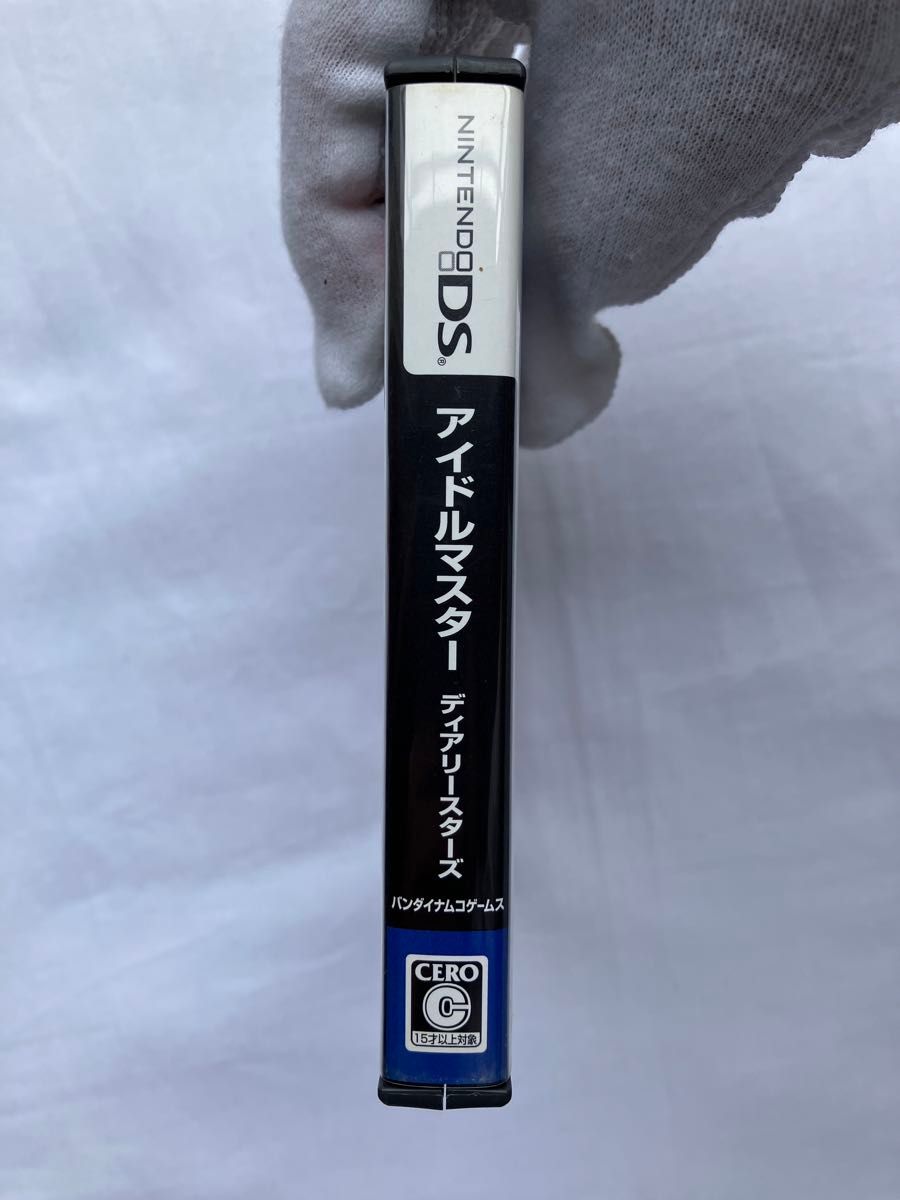 NINTENDO DS®
アイドルマスター ディアリースターズ
バンダイナムコゲームス
CERO
C
15才以上対象